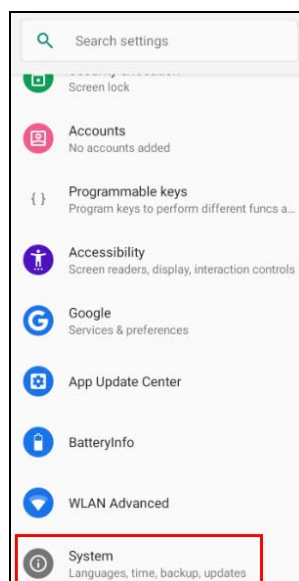 Search settings
Screen lock
Accounts
No accounts added
{ } Programmable keys
Program keys to perform different funcs a...
Accessibility
Screen readers, display, interaction controls
Google
Services & preferences
App Update Center
BatteryInfo
WLAN Advanced
System
Languages, time, backup, updates